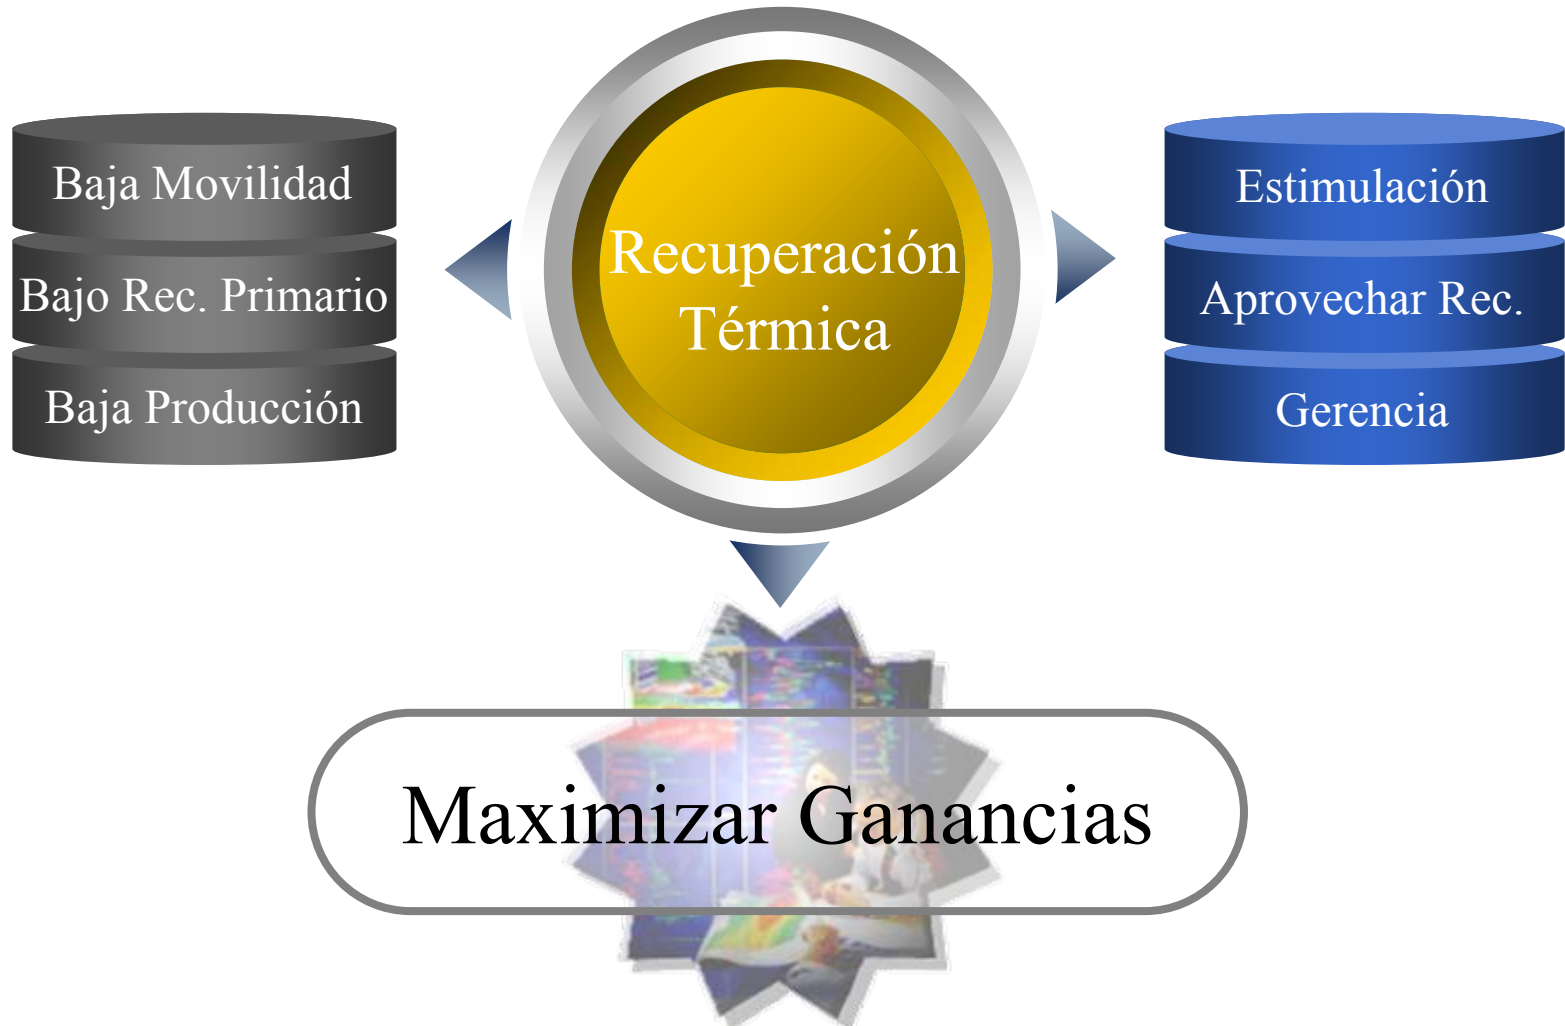 Baja Movilidad
Bajo Rec. Primario
Baja Producción
Recuperación
Térmica
Estimulación
Aprovechar Rec.
Gerencia
Maximizar Ganancias